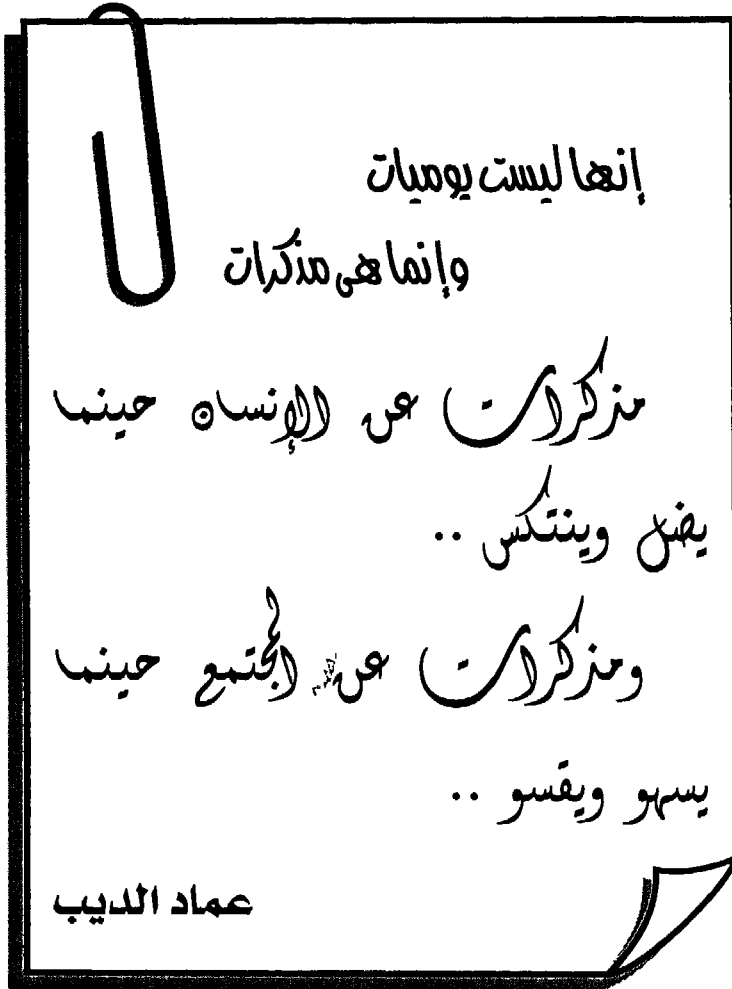 إنها ليست يوميات
وإنما هى مذكرات
مذكرات عن الإنسان حينما
يضل وينتكس ..
ومذكرات عن المجتمع حينما
يسهو ويقسو ..
عماد الديب